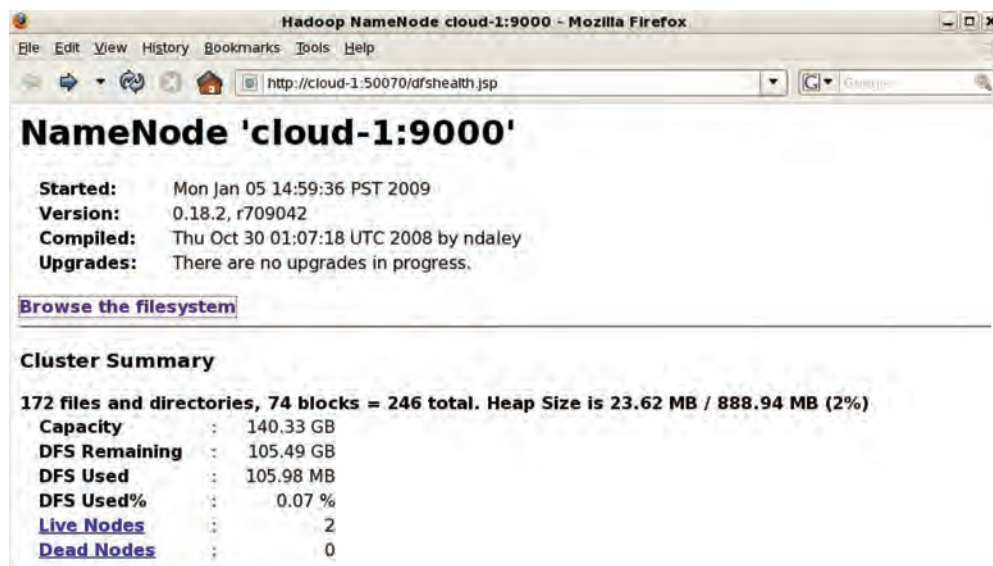 Hadoop NameNode cloud-1:9000 - Mozilla Firefox
File Edit View History Bookmarks Tools Help
http://cloud-1:50070/dfshealth.jsp
NameNode 'cloud-1:9000'
Started: Mon Jan 05 14:59:36 PST 2009
Version: 0.18.2, r709042
Compiled: Thu Oct 30 01:07:18 UTC 2008 by ndaley
Upgrades: There are no upgrades in progress.
Browse the filesystem
Cluster Summary
172 files and directories, 74 blocks = 246 total. Heap Size is 23.62 MB / 888.94 MB (2%)
Capacity : 140.33 GB
DFS Remaining : 105.49 GB
DFS Used : 105.98 MB
DFS Used% : 0.07 %
Live Nodes : 2
Dead Nodes : 0